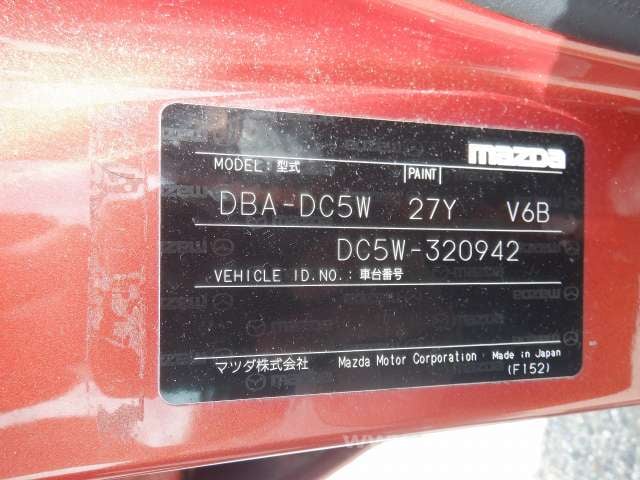 mazda
MODEL: 型式 PAINT
DBA-DC5W 27Y V6B
DC5W-320942
VEHICLE ID.NO.: 車台番号
マツダ株式会社 Mazda Motor Corporation Made in Japan
(F152)